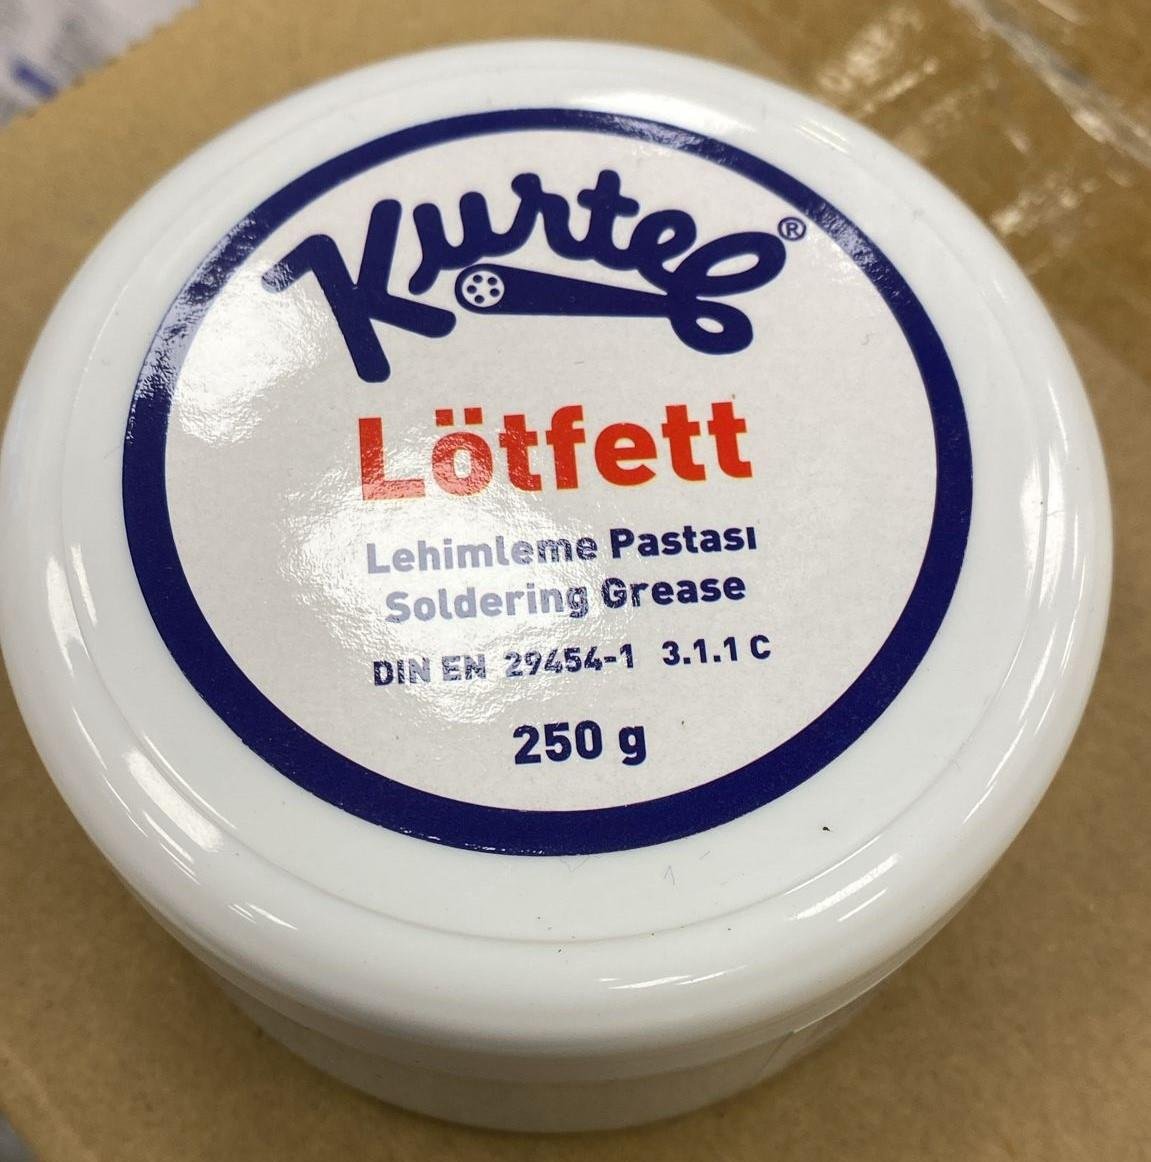 Kurtel®
Lötfett
Lehimleme Pastası
Soldering Grease
DIN EN 29454-1 3.1.1 C
250 g